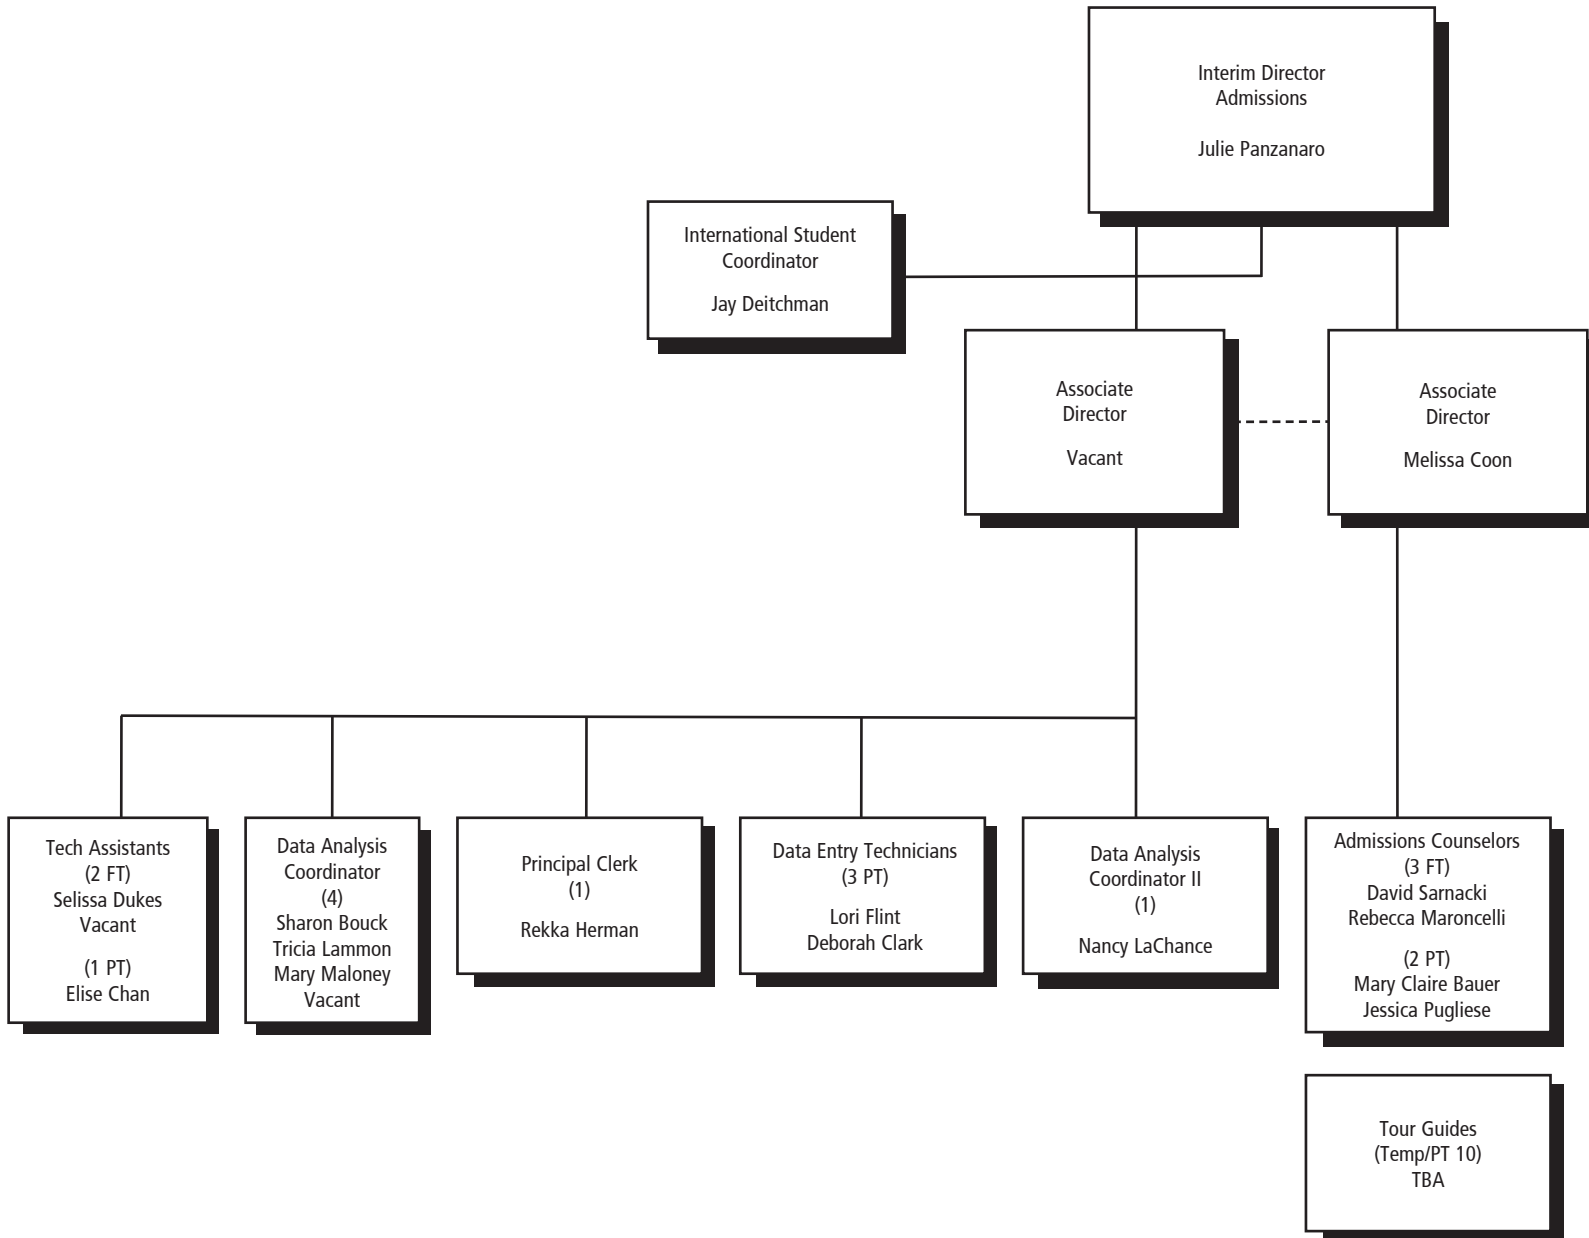 Interim Director
Admissions
Julie Panzanaro
International Student
Coordinator
Jay Deitchman
Associate
Director
Vacant
Associate
Director
Melissa Coon
Tech Assistants
(2 FT)
Selissa Dukes
Vacant
(1 PT)
Elise Chan
Data Analysis
Coordinator
(4)
Sharon Bouck
Tricia Lammon
Mary Maloney
Vacant
Principal Clerk
(1)
Rekka Herman
Data Entry Technicians
(3 PT)
Lori Flint
Deborah Clark
Data Analysis
Coordinator II
(1)
Nancy LaChance
Admissions Counselors
(3 FT)
David Sarnacki
Rebecca Maroncelli
(2 PT)
Mary Claire Bauer
Jessica Pugliese
Tour Guides
(Temp/PT 10)
TBA